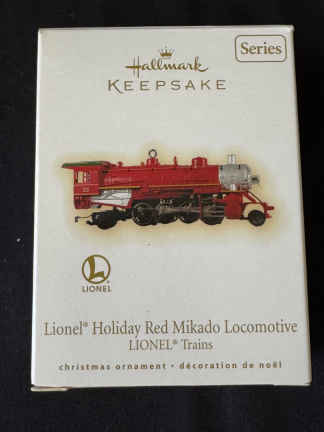 Series
Hallmark
KEEPSAKE
LIONEL
Lionel® Holiday Red Mikado Locomotive
LIONEL® Trains
christmas ornament • décoration de noël